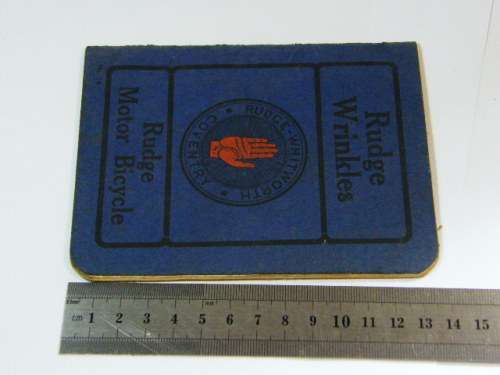 Rudge
Wrinkles
RUDGE-WHITWORTH
COVENTRY
Rudge
Motor Bicycle
cm 1 2 3 4 5 6 7 8 9 10 11 12 13 14 15